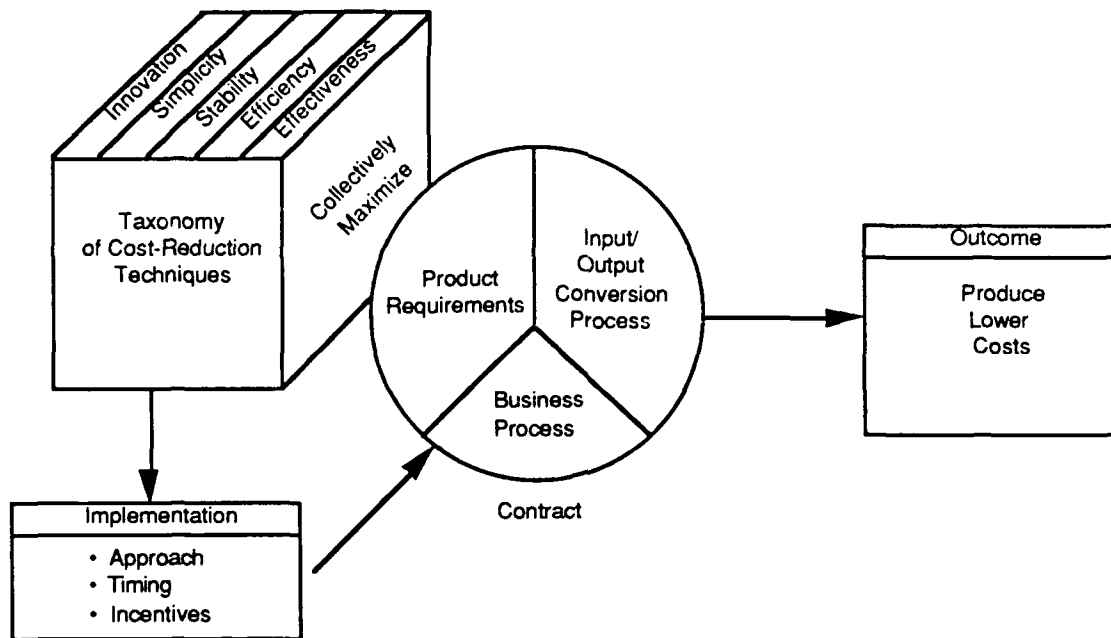 Innovation
Simplicity
Stability
Efficiency
Effectiveness
Collectively
Maximize
Taxonomy
of Cost-Reduction
Techniques
Product
Requirements
Input/
Output
Conversion
Process
Business
Process
Contract
Outcome
Produce
Lower
Costs
Implementation
• Approach
• Timing
• Incentives